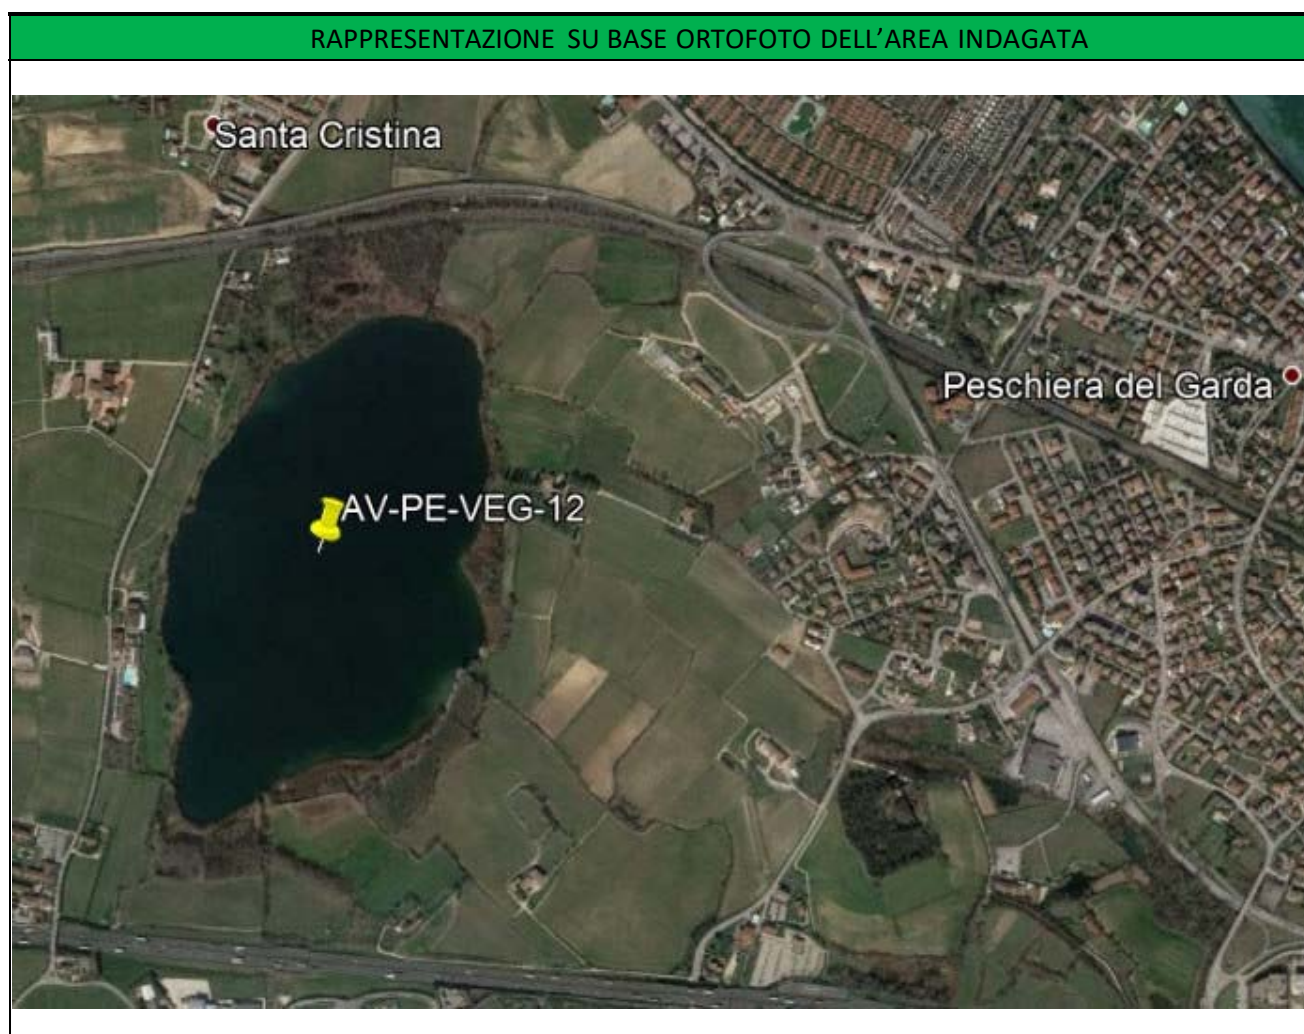 RAPPRESENTAZIONE SU BASE ORTOFOTO DELL’AREA INDAGATA
Santa Cristina
Peschiera del Garda
AV-PE-VEG-12